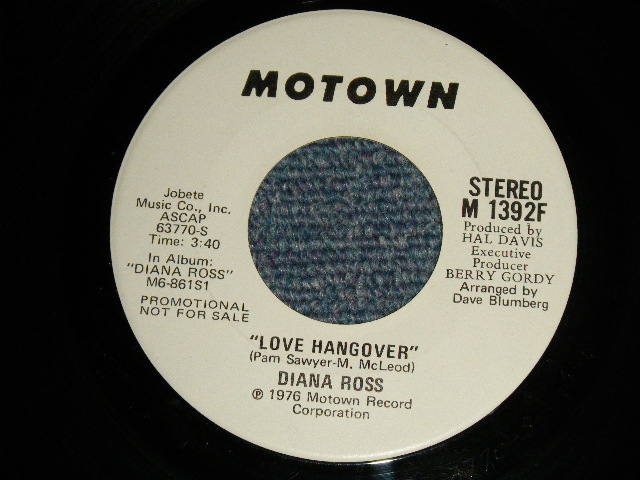 MOTOWN
Jobete
Music Co., Inc.
ASCAP
63770-S
Time: 3:40
In Album:
"DIANA ROSS"
M6-861S1
PROMOTIONAL
NOT FOR SALE
STEREO
M 1392F
Produced by
HAL DAVIS
Executive
Producer
BERRY GORDY
Arranged by
Dave Blumberg
"LOVE HANGOVER"
(Pam Sawyer-M. McLeod)
DIANA ROSS
℗ 1976 Motown Record
Corporation